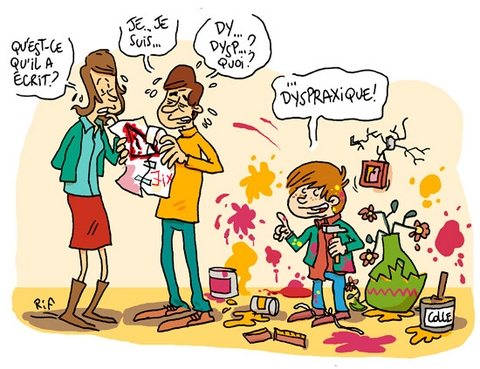 QU'EST-CE
QU'IL A
ÉCRIT?
JE...JE
SUIS...
DY...
DYSP...?
QUOI?
...
DYSPRAXIQUE!
Rif
COLLE